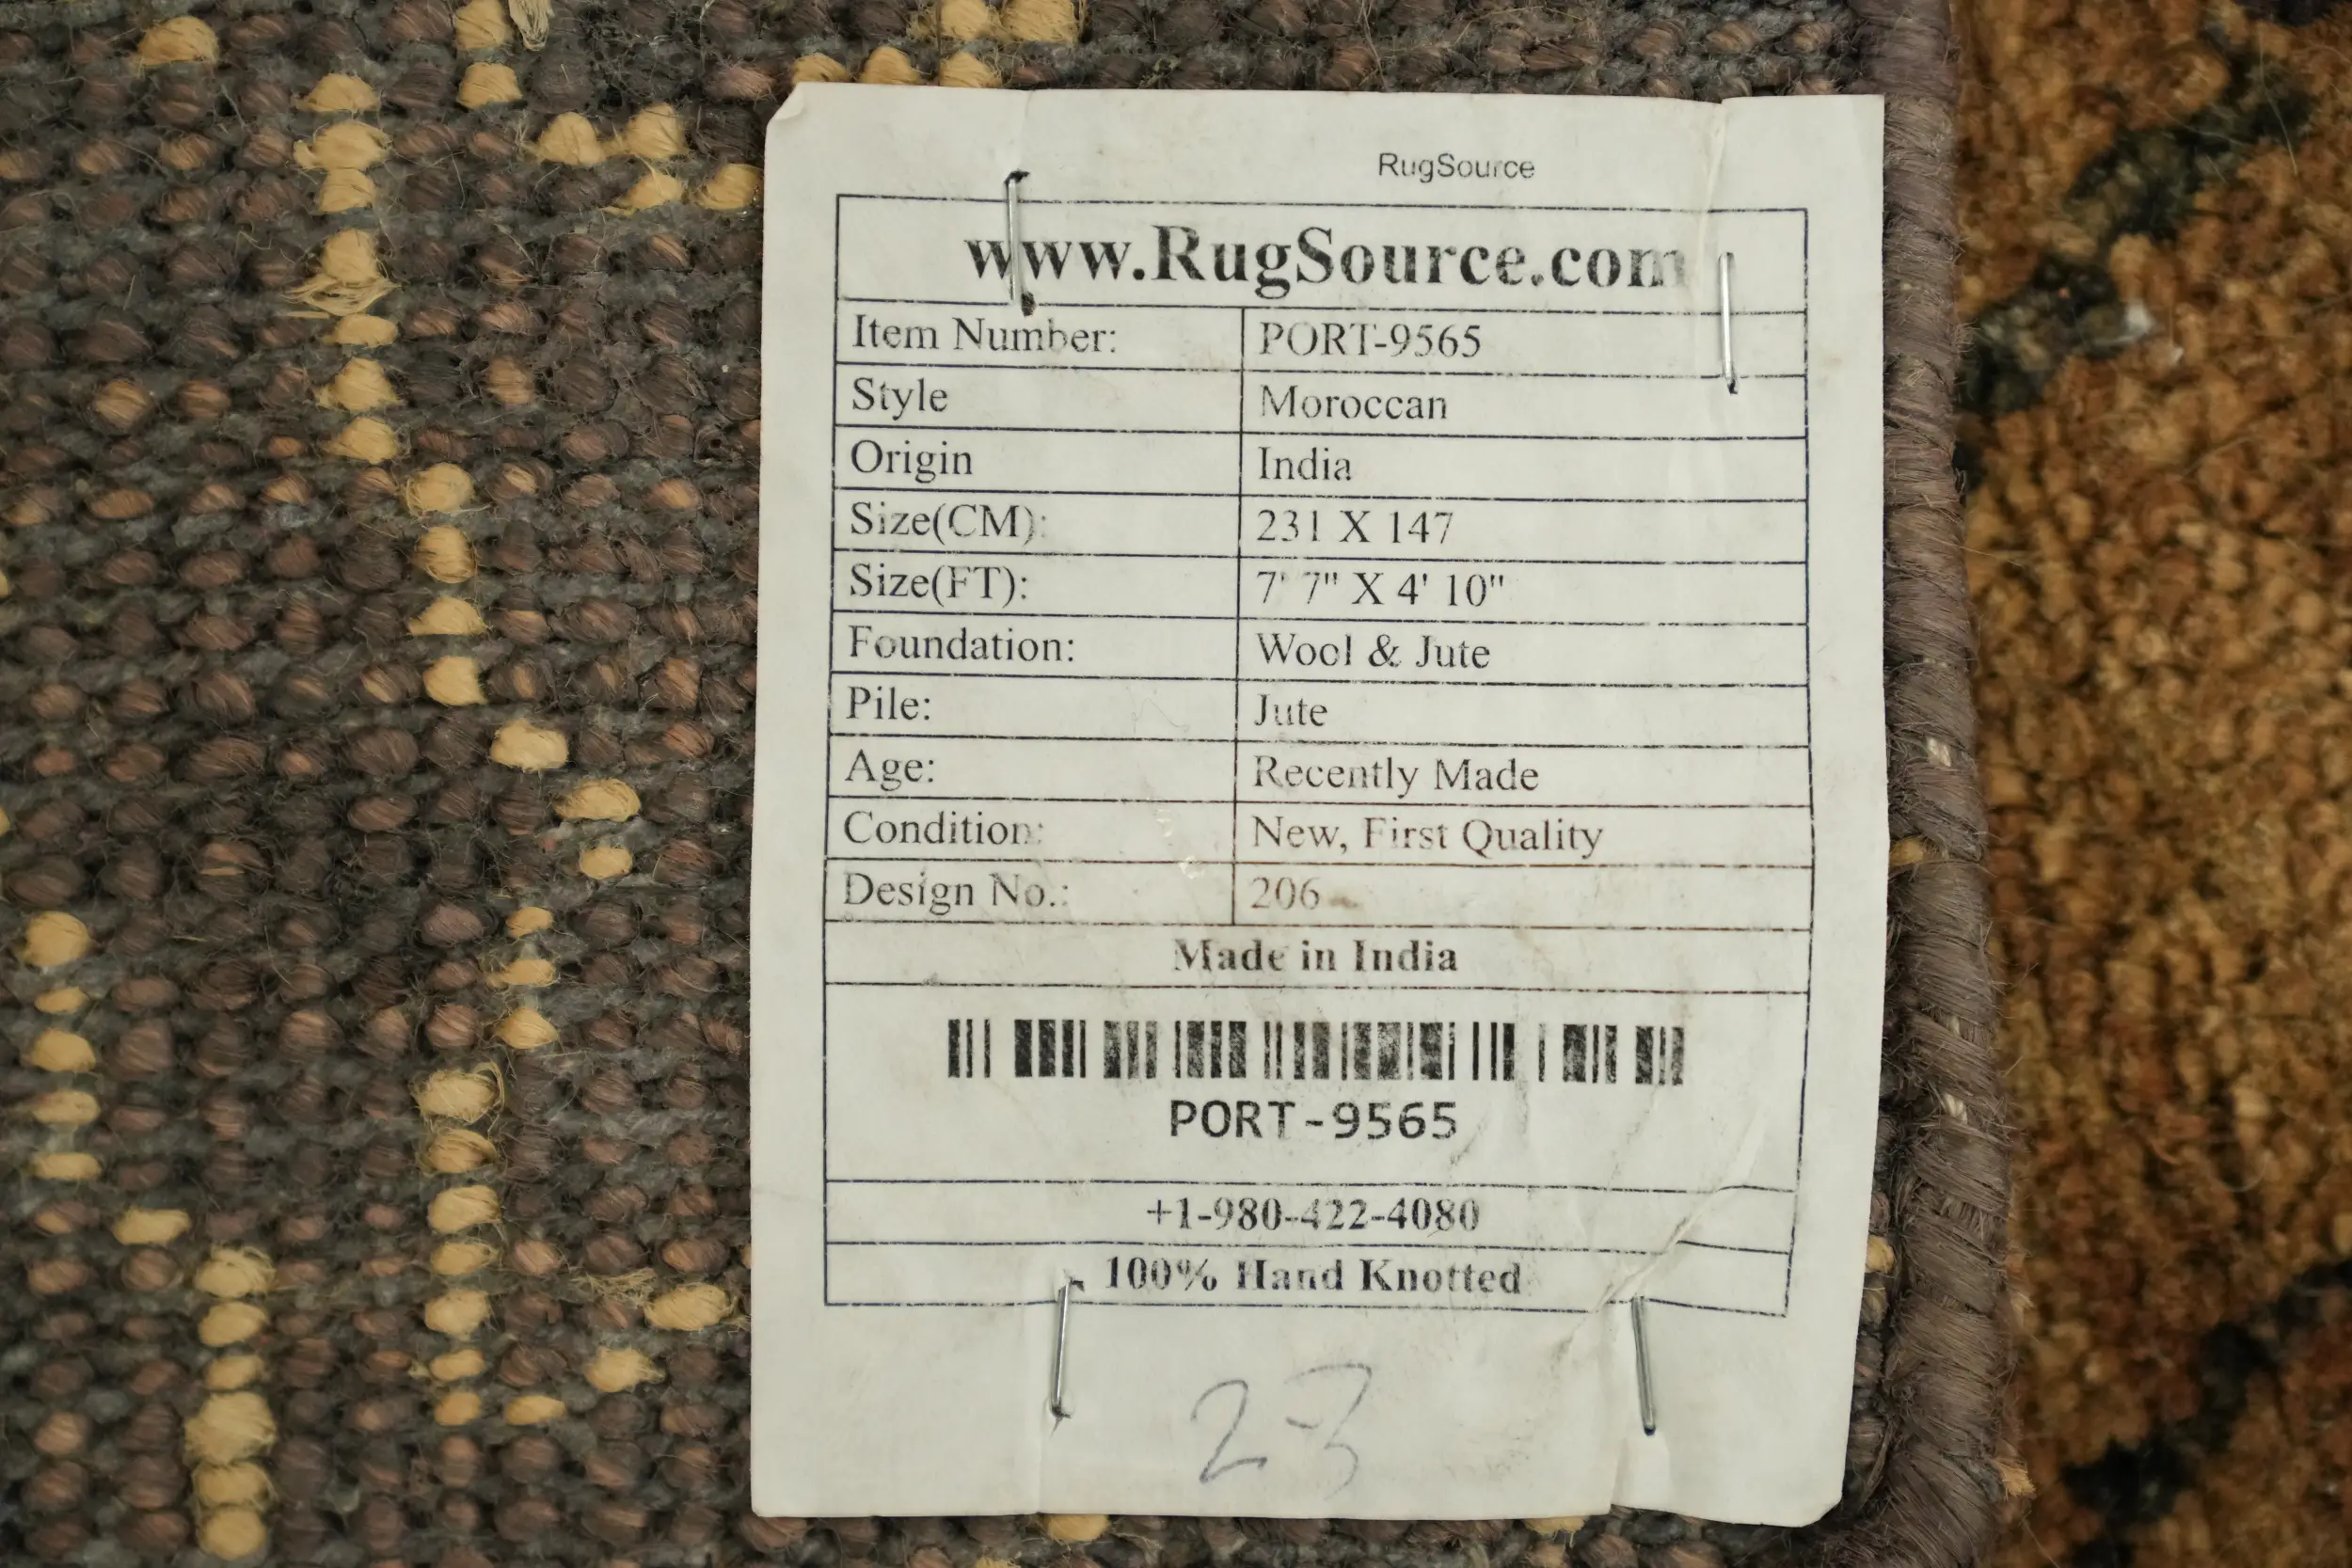 RugSource
www.RugSource.com
Item Number: PORT-9565
Style Moroccan
Origin India
Size(CM): 231 X 147
Size(FT): 7' 7" X 4' 10"
Foundation: Wool & Jute
Pile: Jute
Age: Recently Made
Condition: New, First Quality
Design No.: 206
Made in India
PORT-9565
+1-980-422-4080
100% Hand Knotted
23